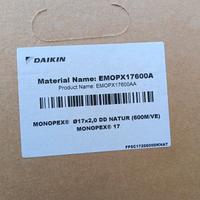 DAIKIN
Material Name: EMOPX17600A
Product Name: EMOPX17600AA
MONOPEX® Ø17x2,0 DD NATUR (600M/VE)
MONOPEX® 17